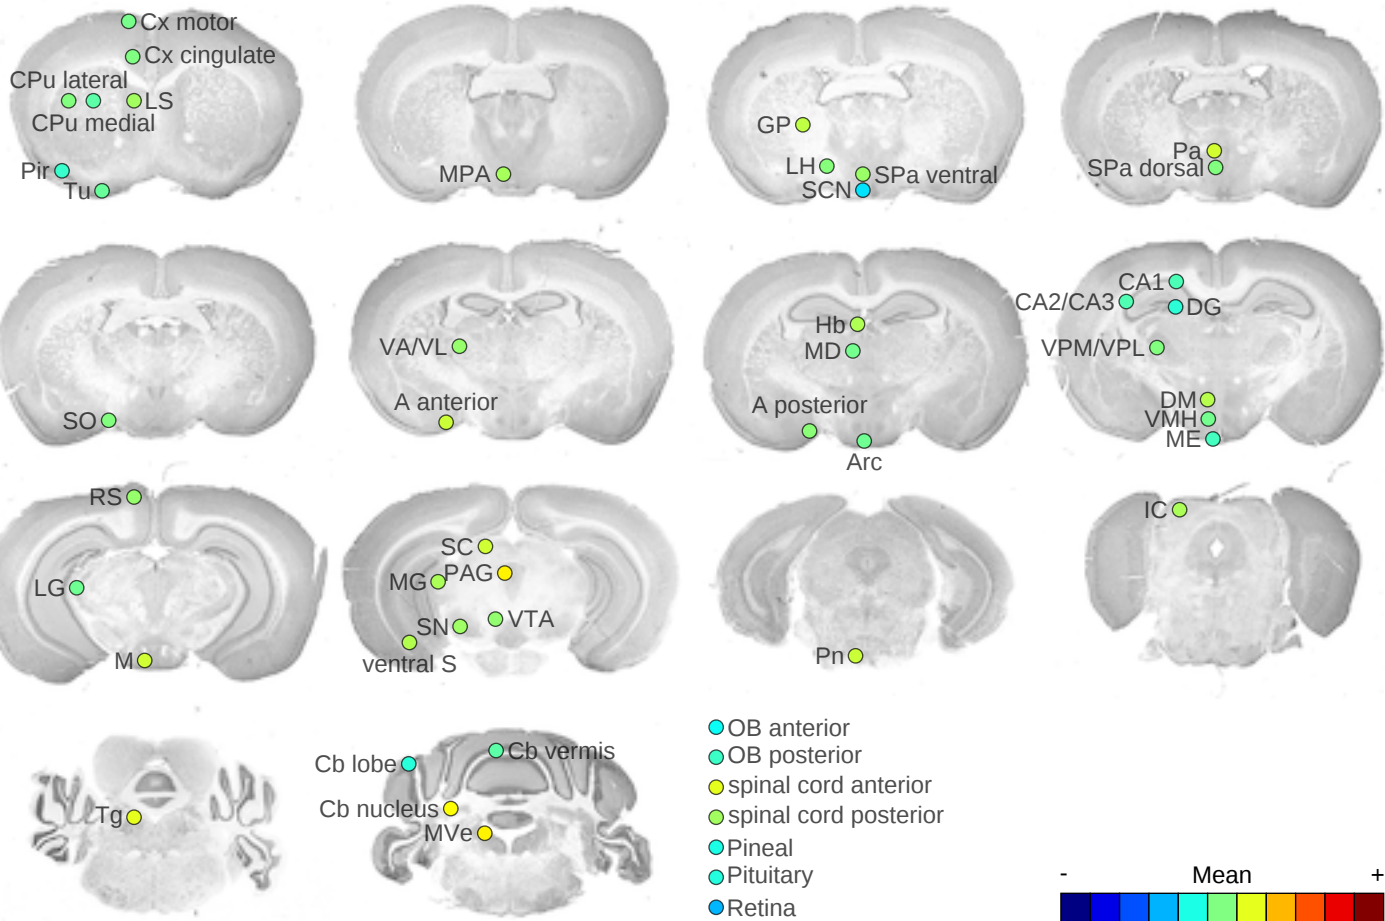 Cx motor
Cx cingulate
CPu lateral
LS
CPu medial
Pir
Tu
MPA
GP
LH
SPa ventral
SCN
Pa
SPa dorsal
SO
VA/VL
A anterior
Hb
MD
A posterior
Arc
CA1
CA2/CA3
DG
VPM/VPL
DM
VMH
ME
RS
LG
M
SC
PAG
MG
VTA
SN
ventral S
Pn
IC
Tg
Cb vermis
Cb lobe
Cb nucleus
MVe
OB anterior
OB posterior
spinal cord anterior
spinal cord posterior
Pineal
Pituitary
Retina
- Mean +